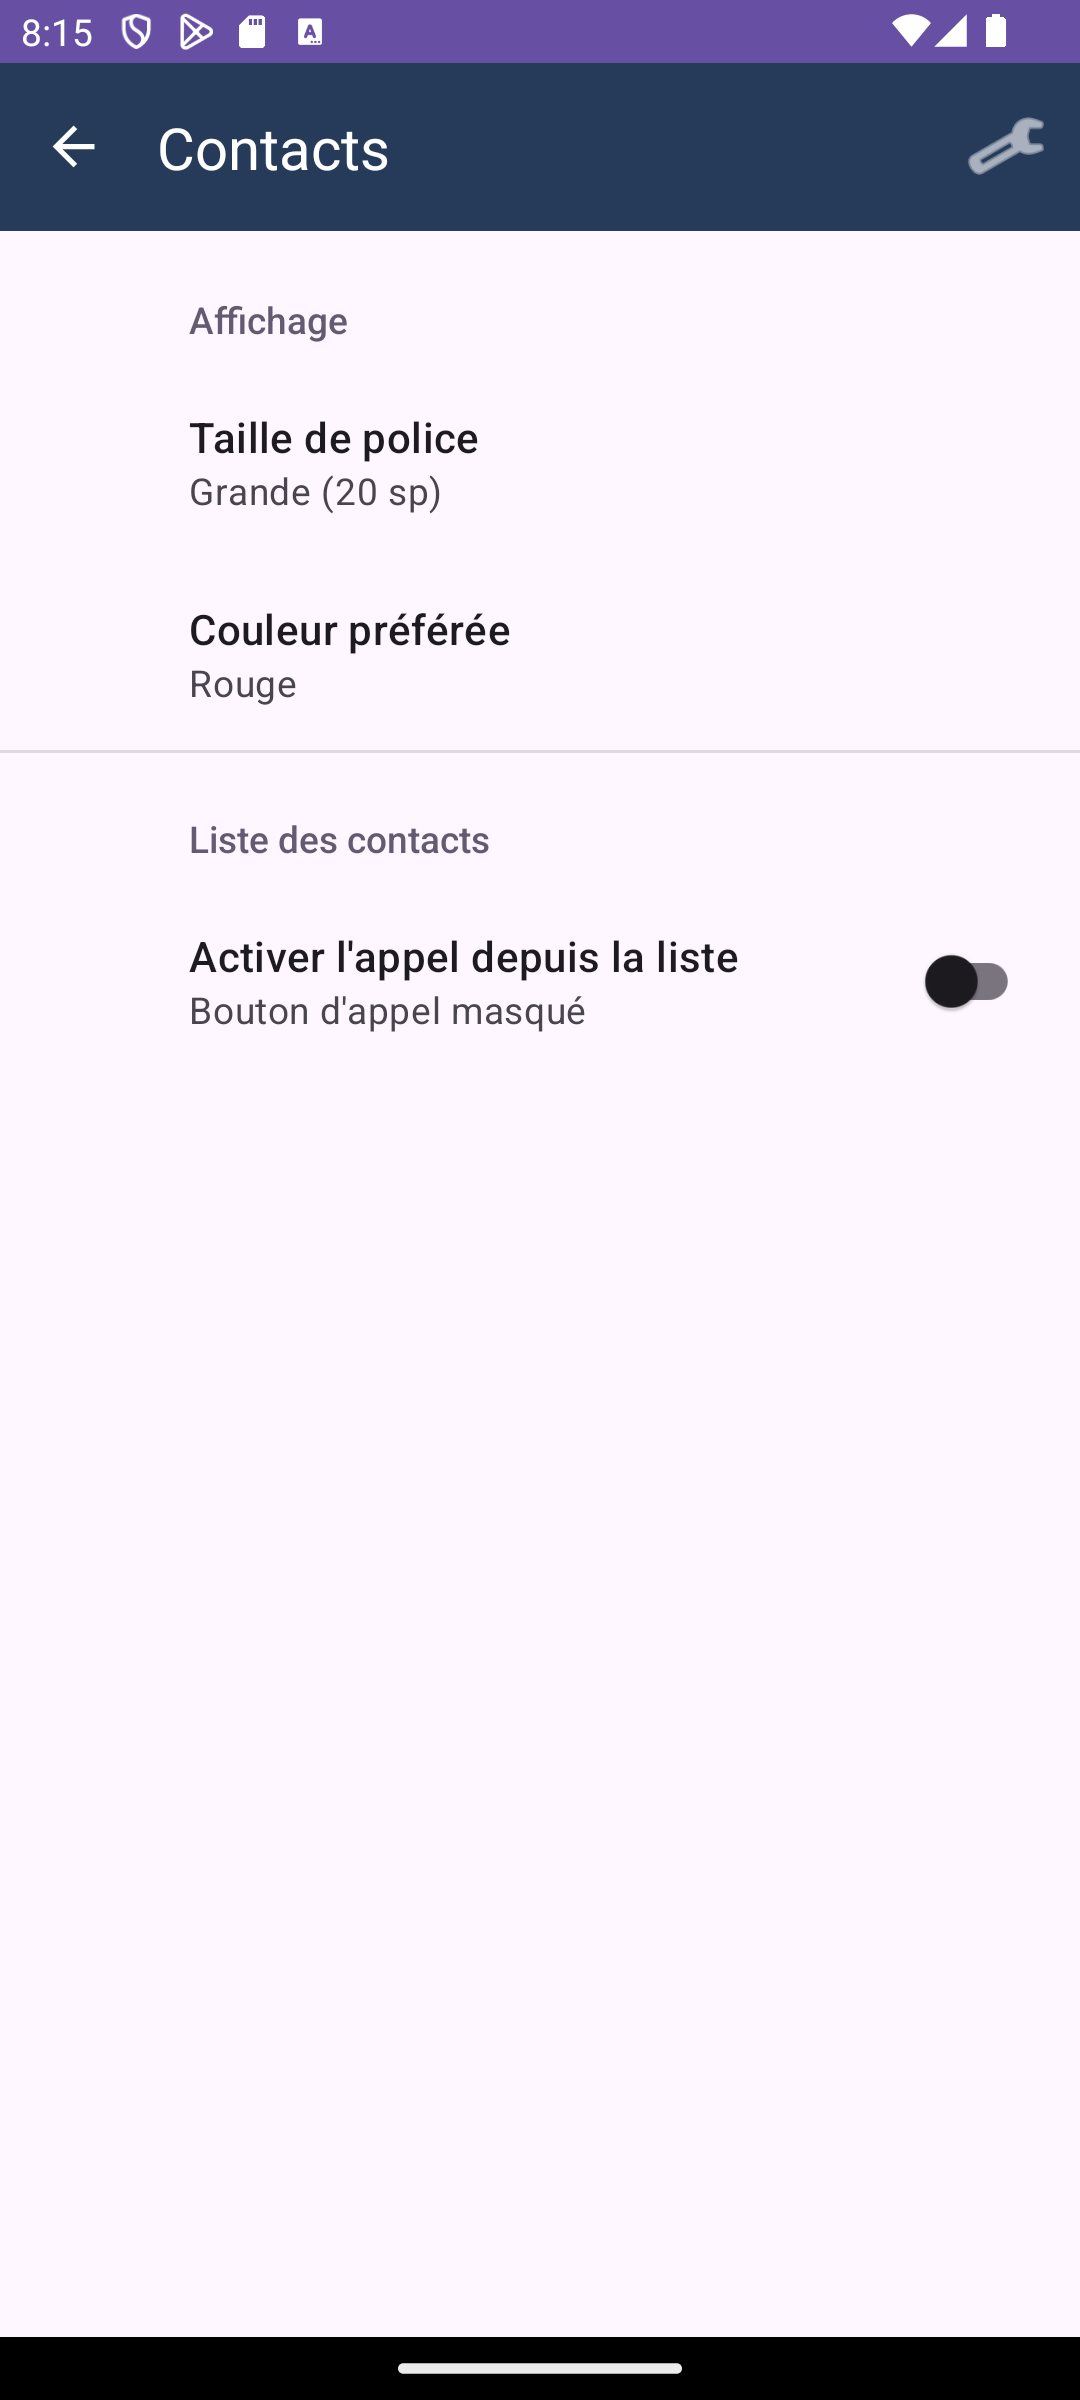 8:15
Contacts
Affichage
Taille de police
Grande (20 sp)
Couleur préférée
Rouge
Liste des contacts
Activer l'appel depuis la liste
Bouton d'appel masqué